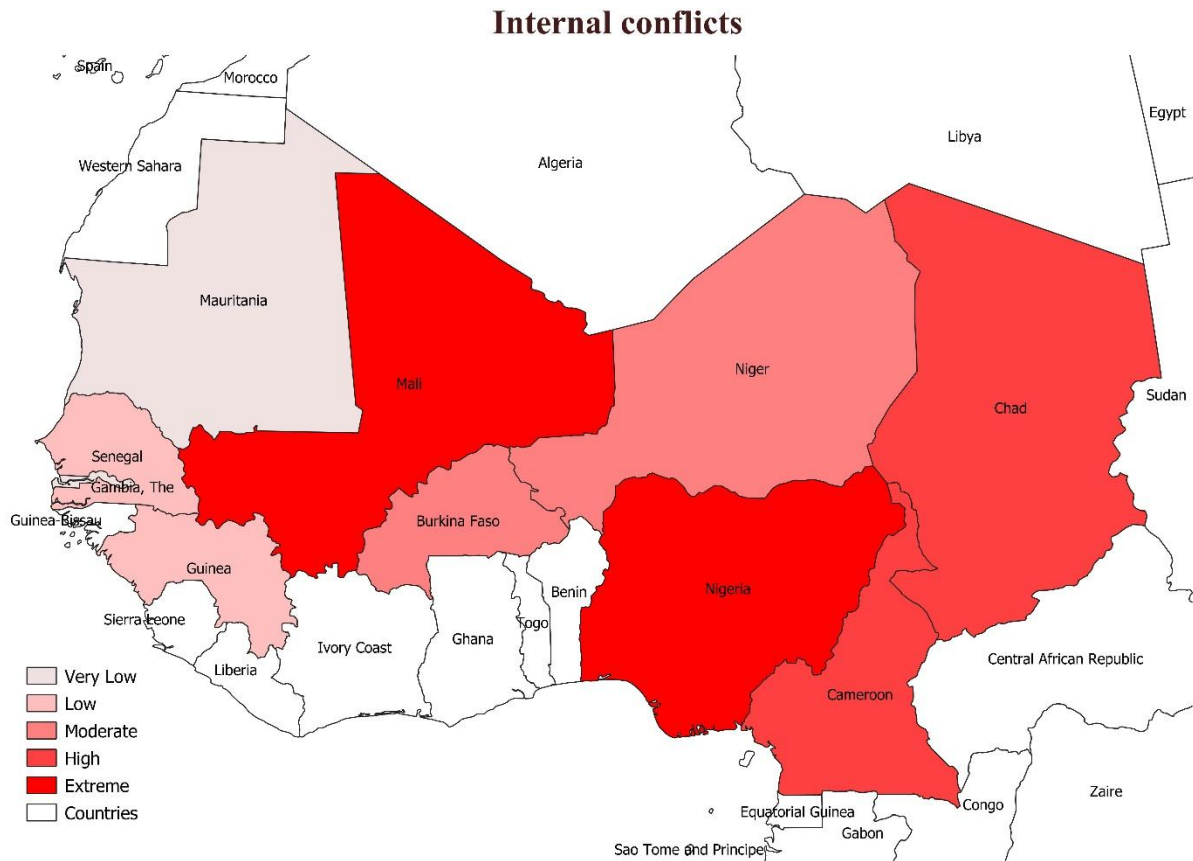 Internal conflicts
Spain
Morocco
Egypt
Algeria
Libya
Western Sahara
Mauritania
Niger
Mali
Sudan
Chad
Senegal
Gambia, The
Guinea-Bissau
Burkina Faso
Guinea
Nigeria
Benin
Sierra Leone
Togo
Ghana
Ivory Coast
Central African Republic
Liberia
Cameroon
Very Low
Low
Moderate
High
Extreme
Countries
Zaire
Congo
Equatorial Guinea
Gabon
Sao Tome and Principe